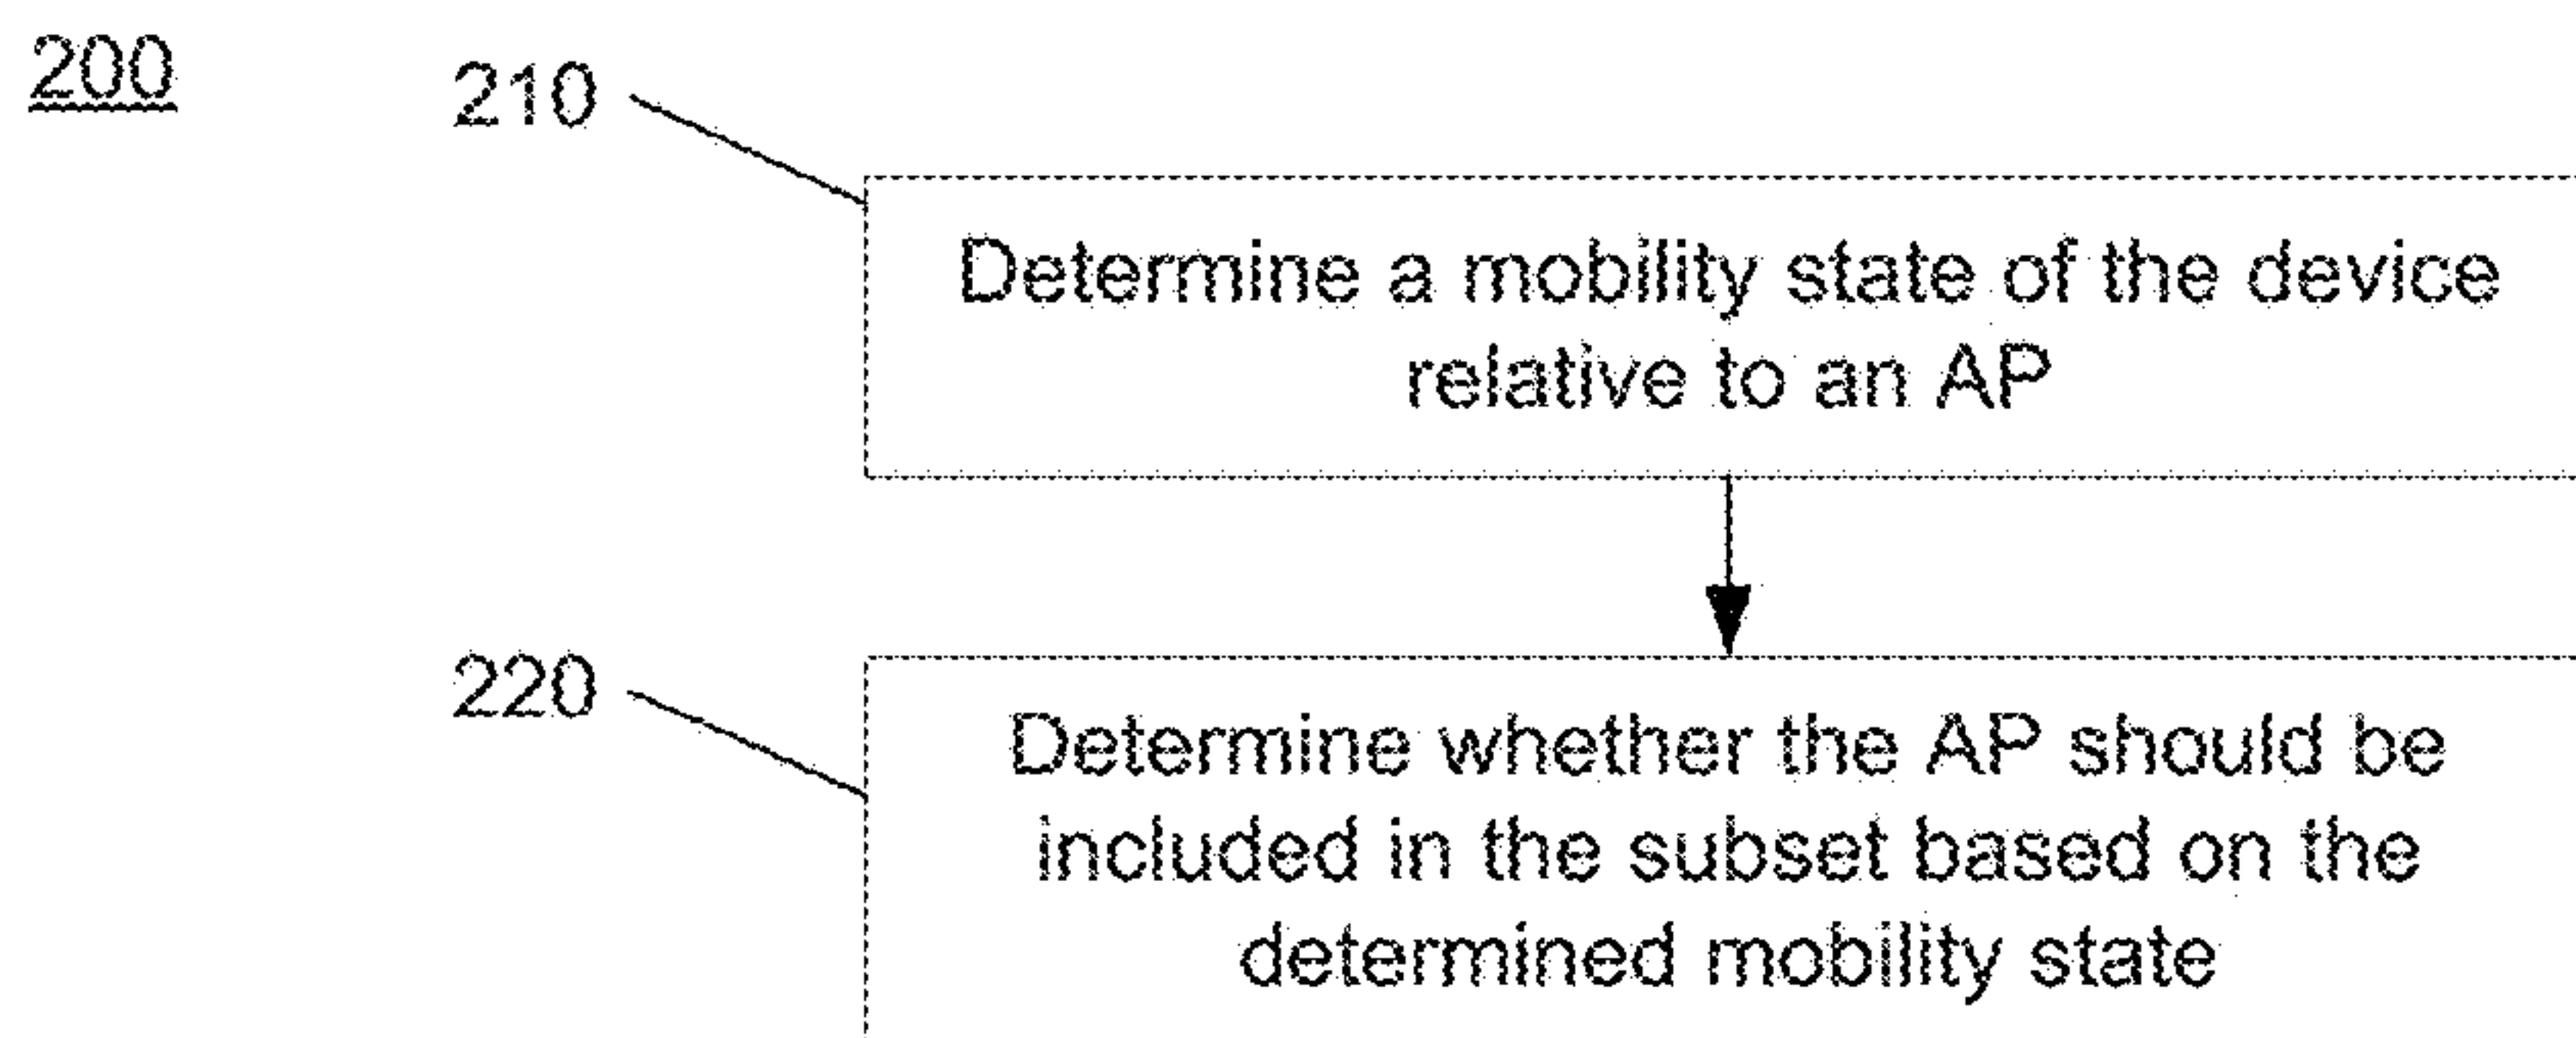 200
210
Determine a mobility state of the device
relative to an AP
220
Determine whether the AP should be
included in the subset based on the
determined mobility state